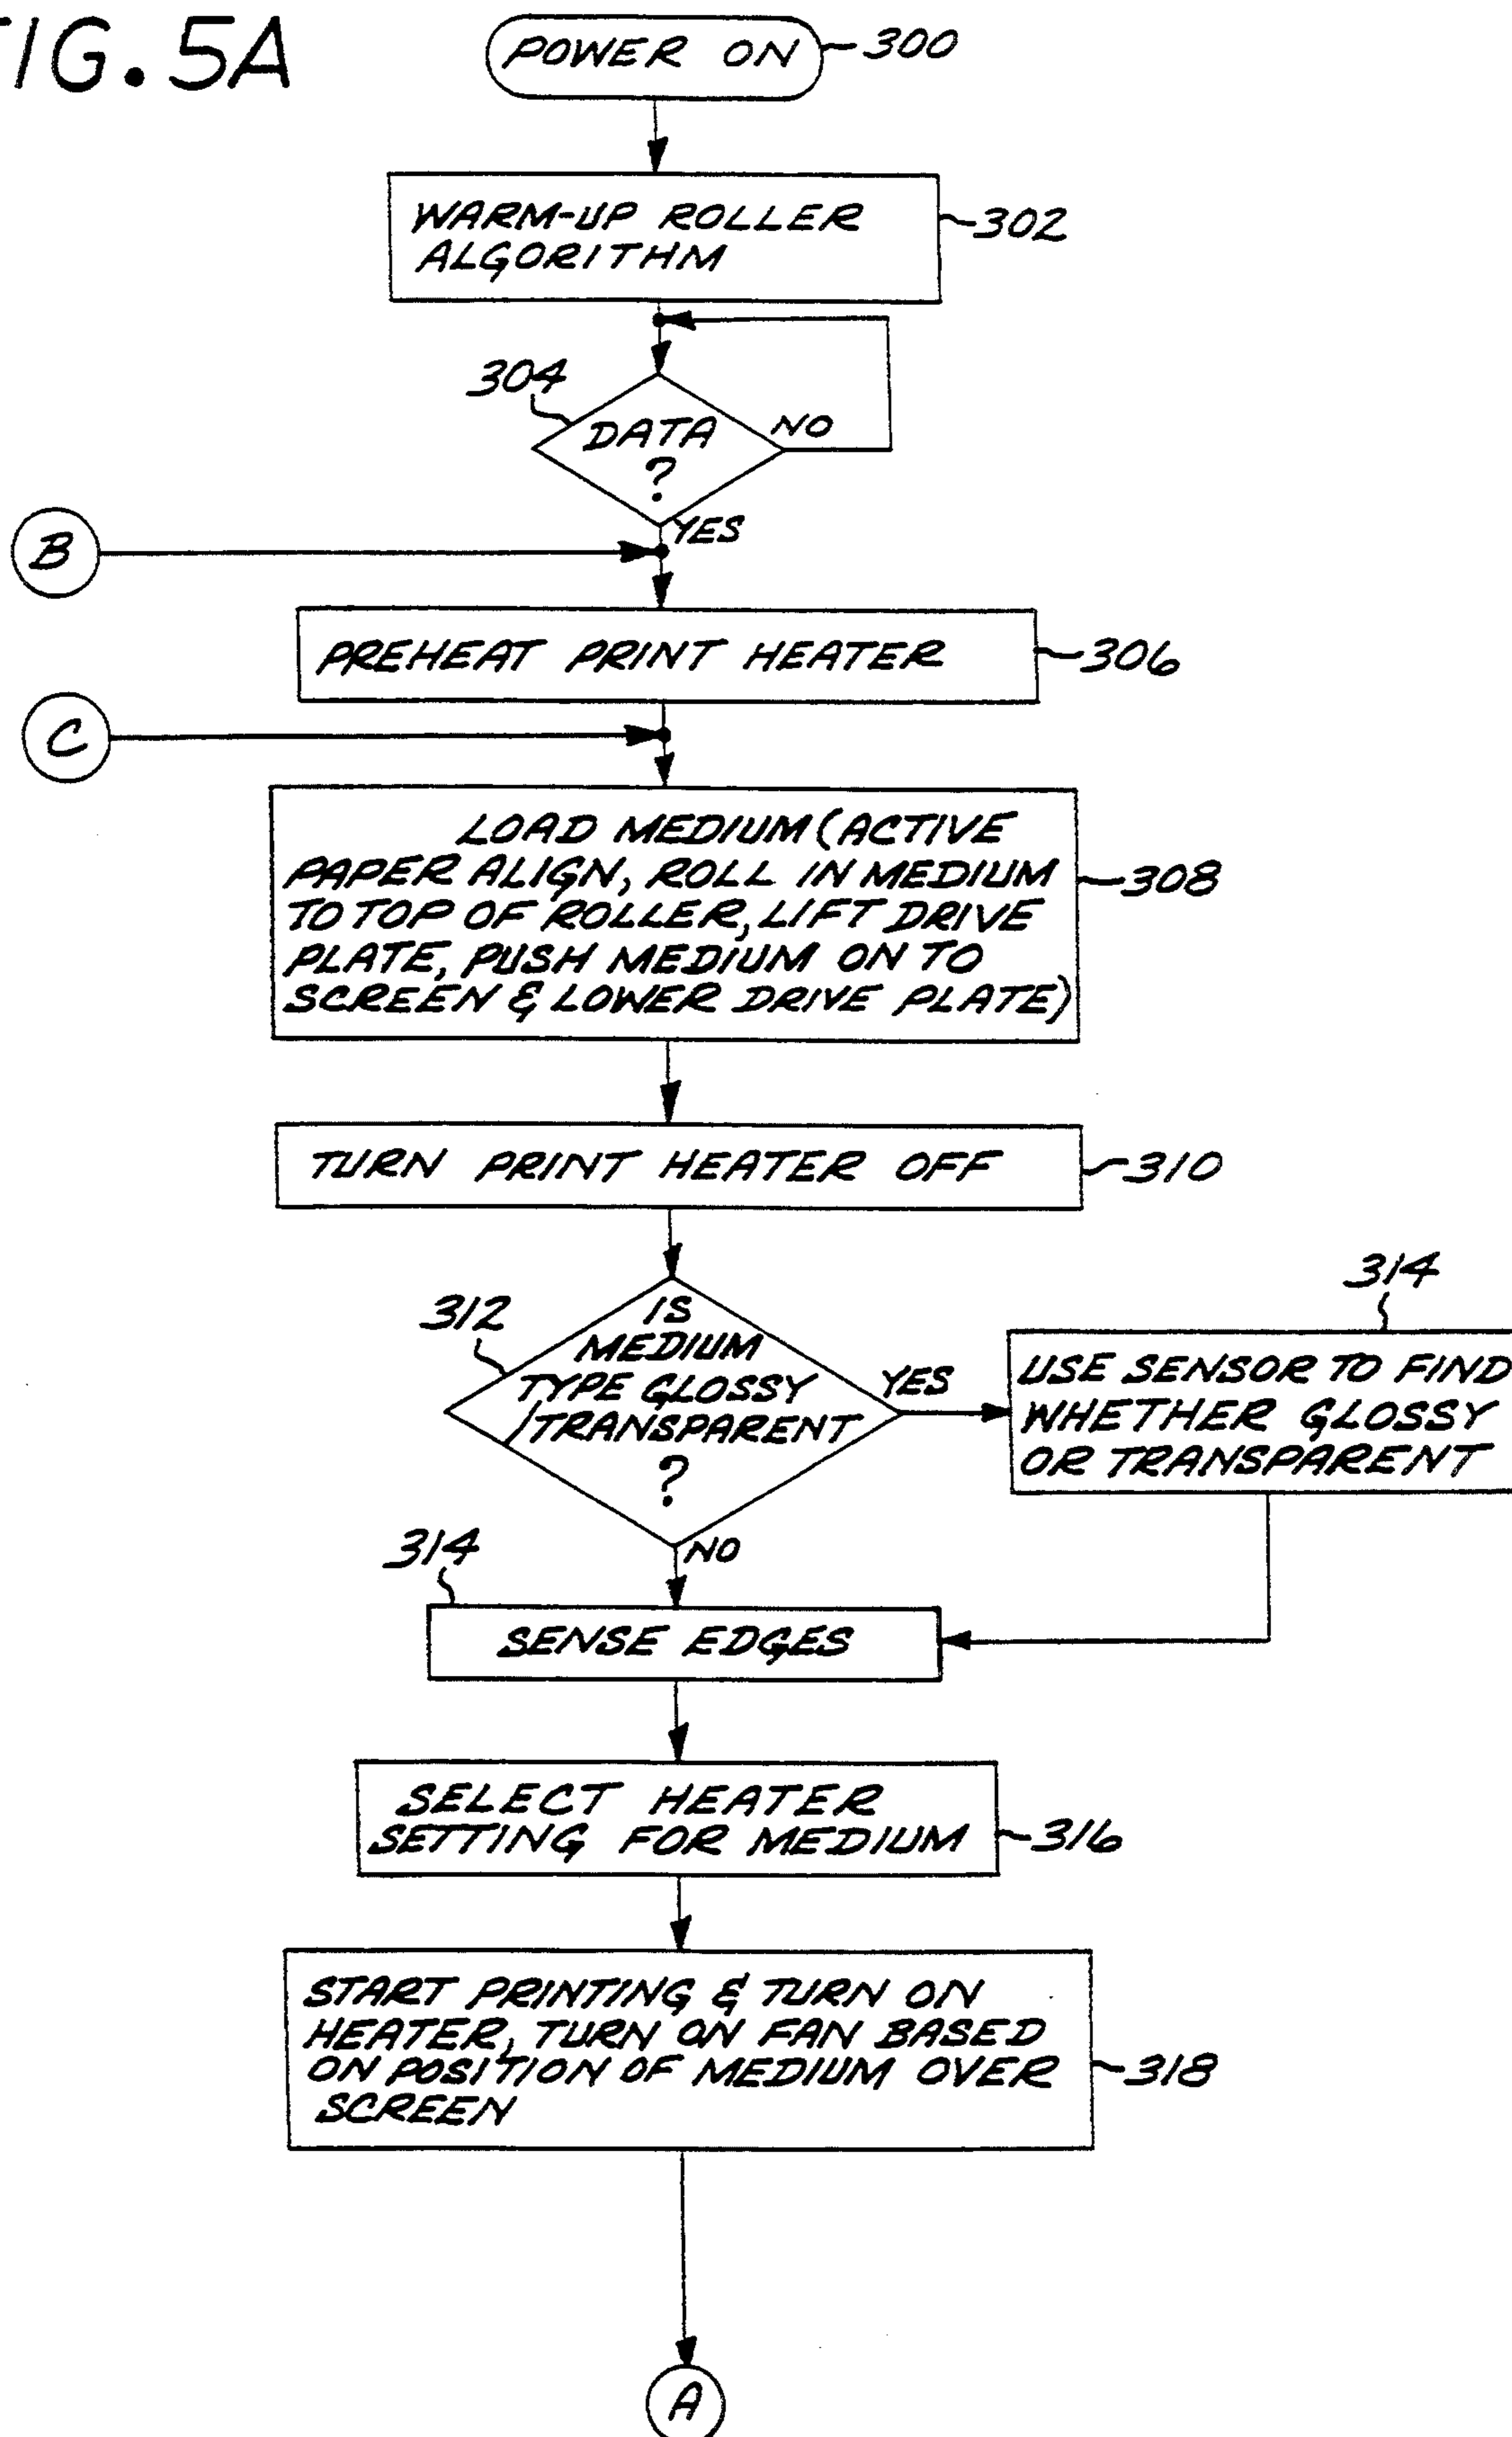 FIG. 5A
POWER ON
300
WARM-UP ROLLER
ALGORITHM
302
304
DATA
?
NO
YES
B
PREHEAT PRINT HEATER
306
C
LOAD MEDIUM (ACTIVE
PAPER ALIGN, ROLL IN MEDIUM
TO TOP OF ROLLER, LIFT DRIVE
PLATE, PUSH MEDIUM ON TO
SCREEN & LOWER DRIVE PLATE)
308
TURN PRINT HEATER OFF
310
312
IS
MEDIUM
TYPE GLOSSY
/TRANSPARENT
?
YES
314
USE SENSOR TO FIND
WHETHER GLOSSY
OR TRANSPARENT
NO
314
SENSE EDGES
SELECT HEATER
SETTING FOR MEDIUM
316
START PRINTING & TURN ON
HEATER, TURN ON FAN BASED
ON POSITION OF MEDIUM OVER
SCREEN
318
A